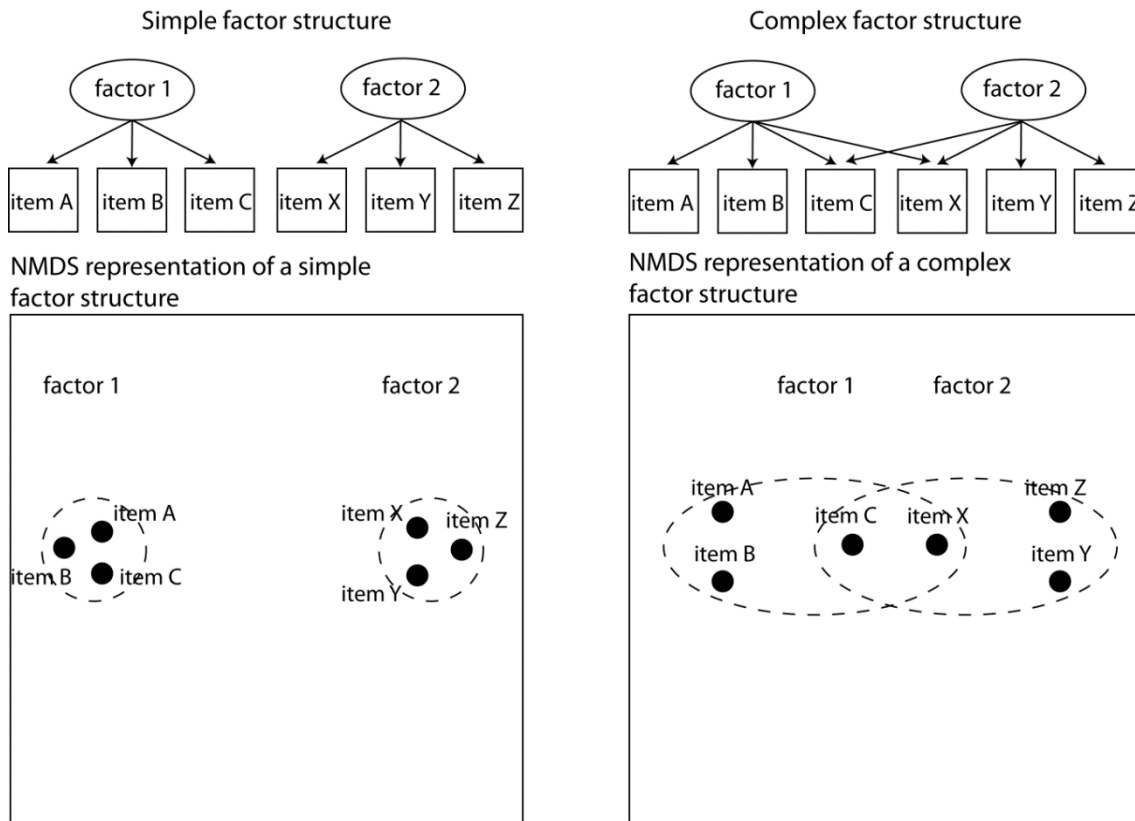 Simple factor structure
factor 1
factor 2
item A
item B
item C
item X
item Y
item Z
NMDS representation of a simple
factor structure
factor 1
factor 2
item A
item B
item C
item X
item Z
item Y
Complex factor structure
factor 1
factor 2
item A
item B
item C
item X
item Y
item Z
NMDS representation of a complex
factor structure
factor 1
factor 2
item A
item Z
item C
item X
item B
item Y